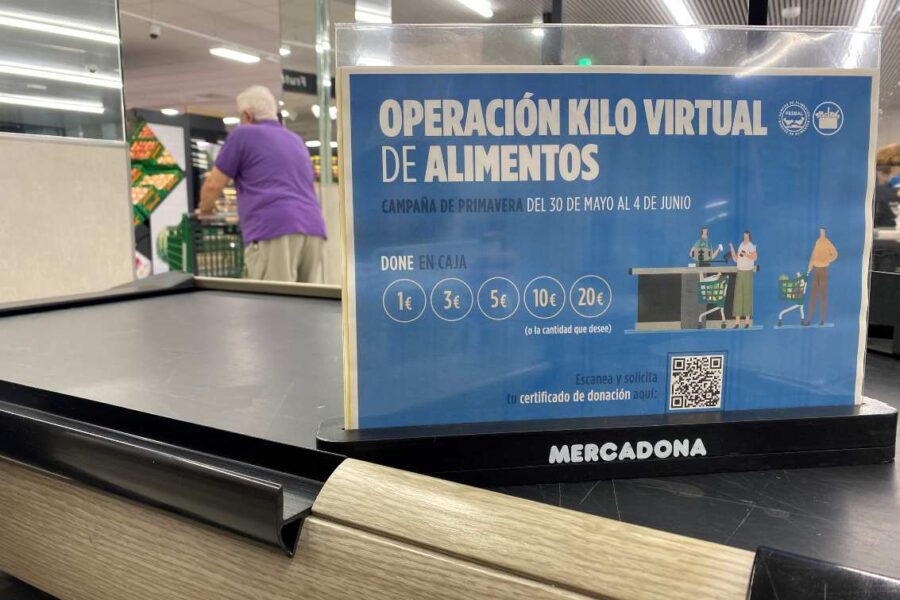 OPERACIÓN KILO VIRTUAL
DE ALIMENTOS
FESBAL
CAMPAÑA DE PRIMAVERA DEL 30 DE MAYO AL 4 DE JUNIO
DONE EN CAJA
1€ 3€ 5€ 10€ 20€
(o la cantidad que desee)
Escanea y solicita
tu certificado de donación aquí:
MERCADONA